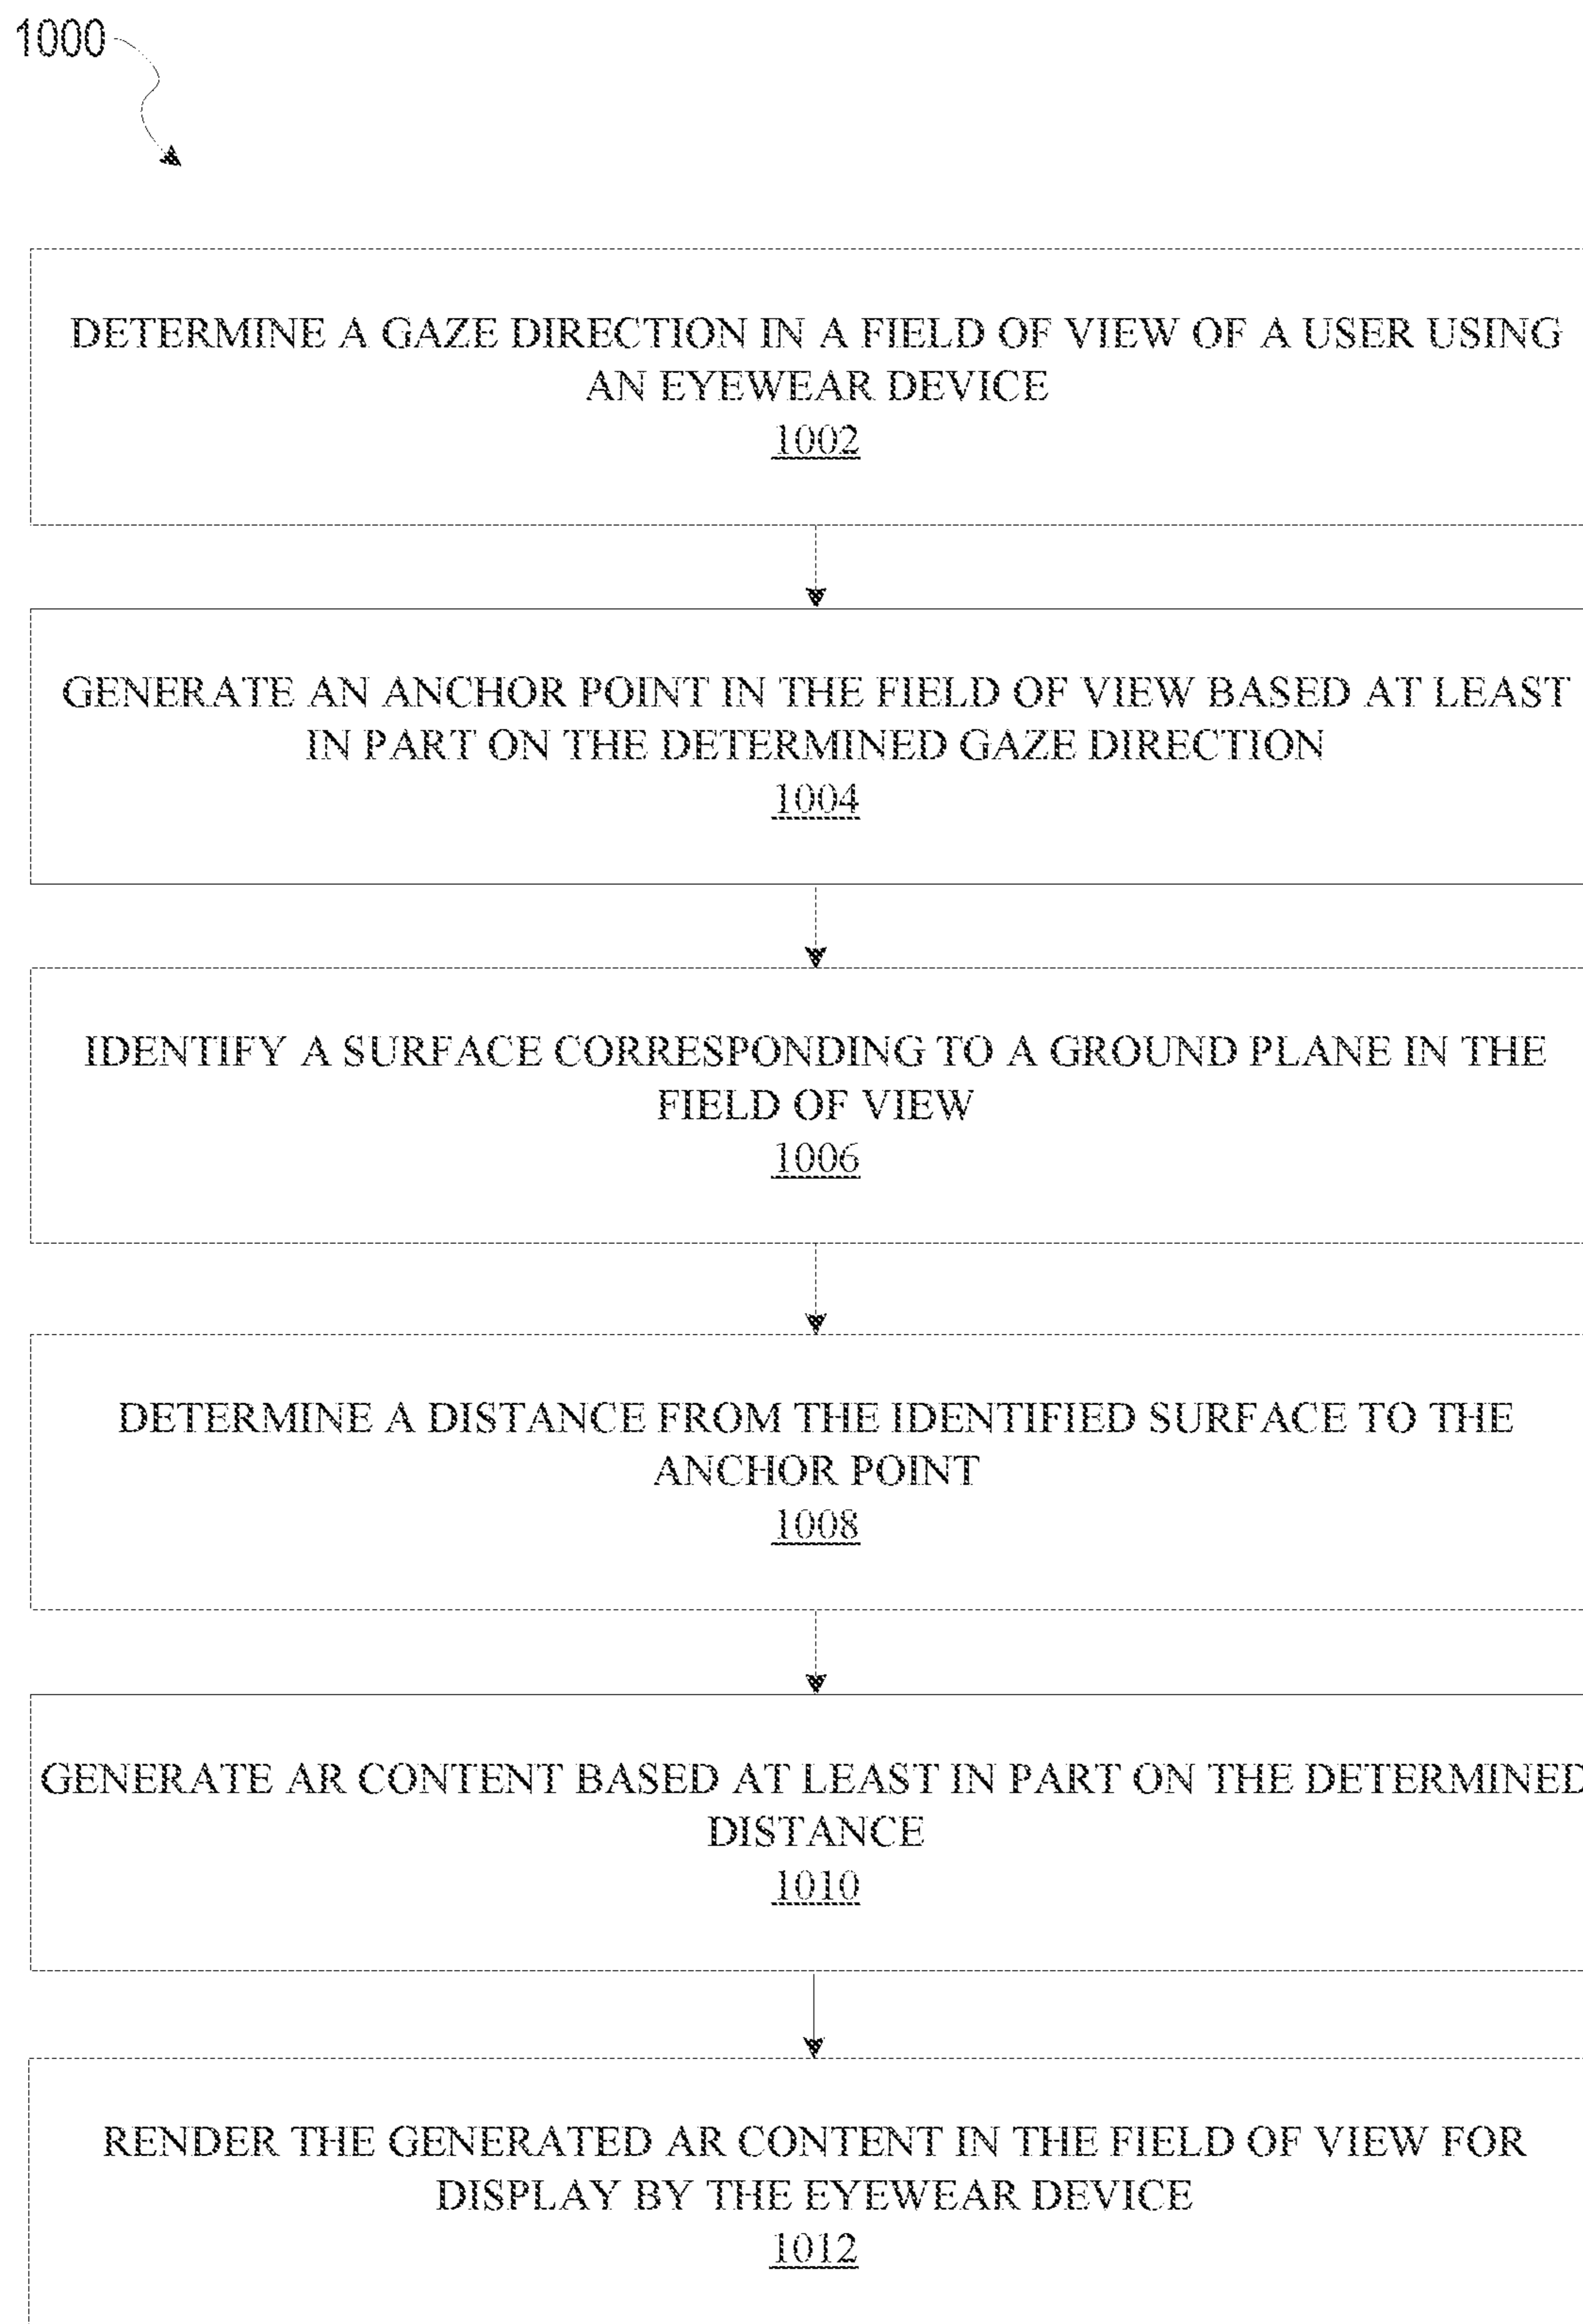 1000
DETERMINE A GAZE DIRECTION IN A FIELD OF VIEW OF A USER USING
AN EYEWEAR DEVICE
1002
GENERATE AN ANCHOR POINT IN THE FIELD OF VIEW BASED AT LEAST
IN PART ON THE DETERMINED GAZE DIRECTION
1004
IDENTIFY A SURFACE CORRESPONDING TO A GROUND PLANE IN THE
FIELD OF VIEW
1006
DETERMINE A DISTANCE FROM THE IDENTIFIED SURFACE TO THE
ANCHOR POINT
1008
GENERATE AR CONTENT BASED AT LEAST IN PART ON THE DETERMINED
DISTANCE
1010
RENDER THE GENERATED AR CONTENT IN THE FIELD OF VIEW FOR
DISPLAY BY THE EYEWEAR DEVICE
1012